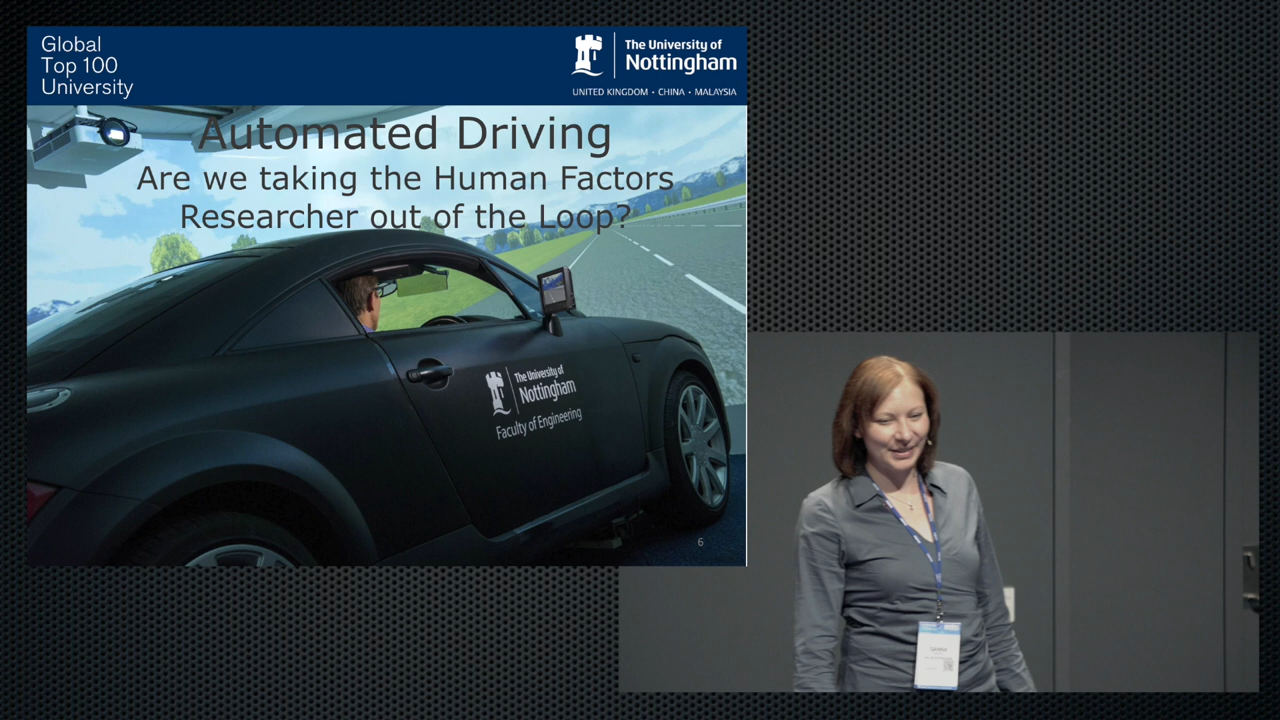 Global
Top 100
University
The University of
Nottingham
UNITED KINGDOM • CHINA • MALAYSIA
Automated Driving
Are we taking the Human Factors
Researcher out of the Loop?
The University of
Nottingham
Faculty of Engineering
6